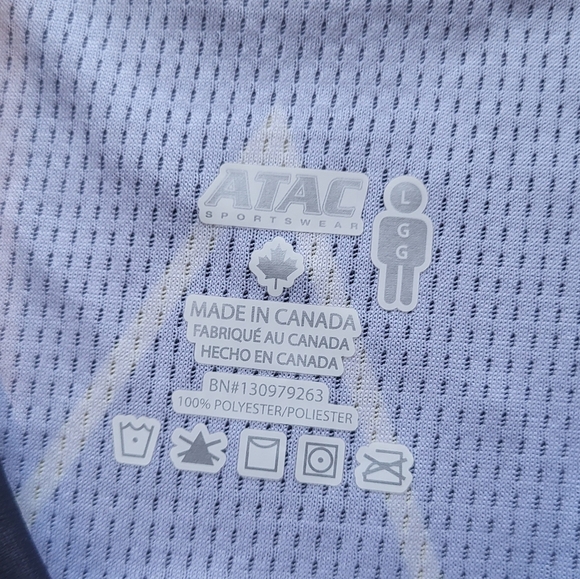 ATAC
SPORTSWEAR
L
G
G
MADE IN CANADA
FABRIQUÉ AU CANADA
HECHO EN CANADA
BN#130979263
100% POLYESTER/POLIESTER